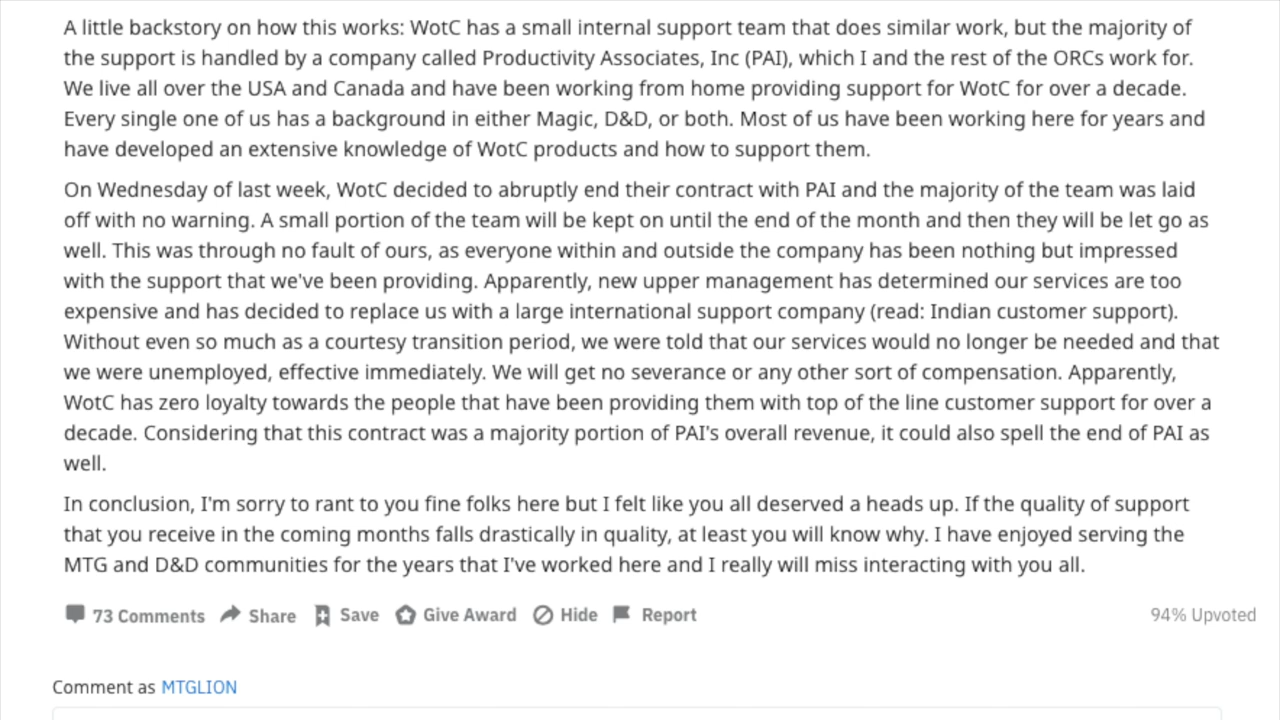 A little backstory on how this works: WotC has a small internal support team that does similar work, but the majority of
the support is handled by a company called Productivity Associates, Inc (PAI), which I and the rest of the ORCs work for.
We live all over the USA and Canada and have been working from home providing support for WotC for over a decade.
Every single one of us has a background in either Magic, D&D, or both. Most of us have been working here for years and
have developed an extensive knowledge of WotC products and how to support them.
On Wednesday of last week, WotC decided to abruptly end their contract with PAI and the majority of the team was laid
off with no warning. A small portion of the team will be kept on until the end of the month and then they will be let go as
well. This was through no fault of ours, as everyone within and outside the company has been nothing but impressed
with the support that we've been providing. Apparently, new upper management has determined our services are too
expensive and has decided to replace us with a large international support company (read: Indian customer support).
Without even so much as a courtesy transition period, we were told that our services would no longer be needed and that
we were unemployed, effective immediately. We will get no severance or any other sort of compensation. Apparently,
WotC has zero loyalty towards the people that have been providing them with top of the line customer support for over a
decade. Considering that this contract was a majority portion of PAI's overall revenue, it could also spell the end of PAI as
well.
In conclusion, I'm sorry to rant to you fine folks here but I felt like you all deserved a heads up. If the quality of support
that you receive in the coming months falls drastically in quality, at least you will know why. I have enjoyed serving the
MTG and D&D communities for the years that I've worked here and I really will miss interacting with you all.
73 Comments Share Save Give Award Hide Report 94% Upvoted
Comment as MTGLION